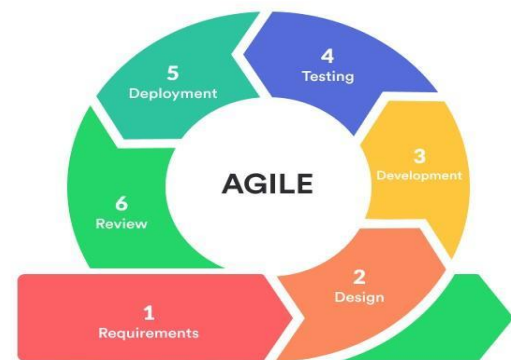 AGILE
1
Requirements
2
Design
3
Development
4
Testing
5
Deployment
6
Review